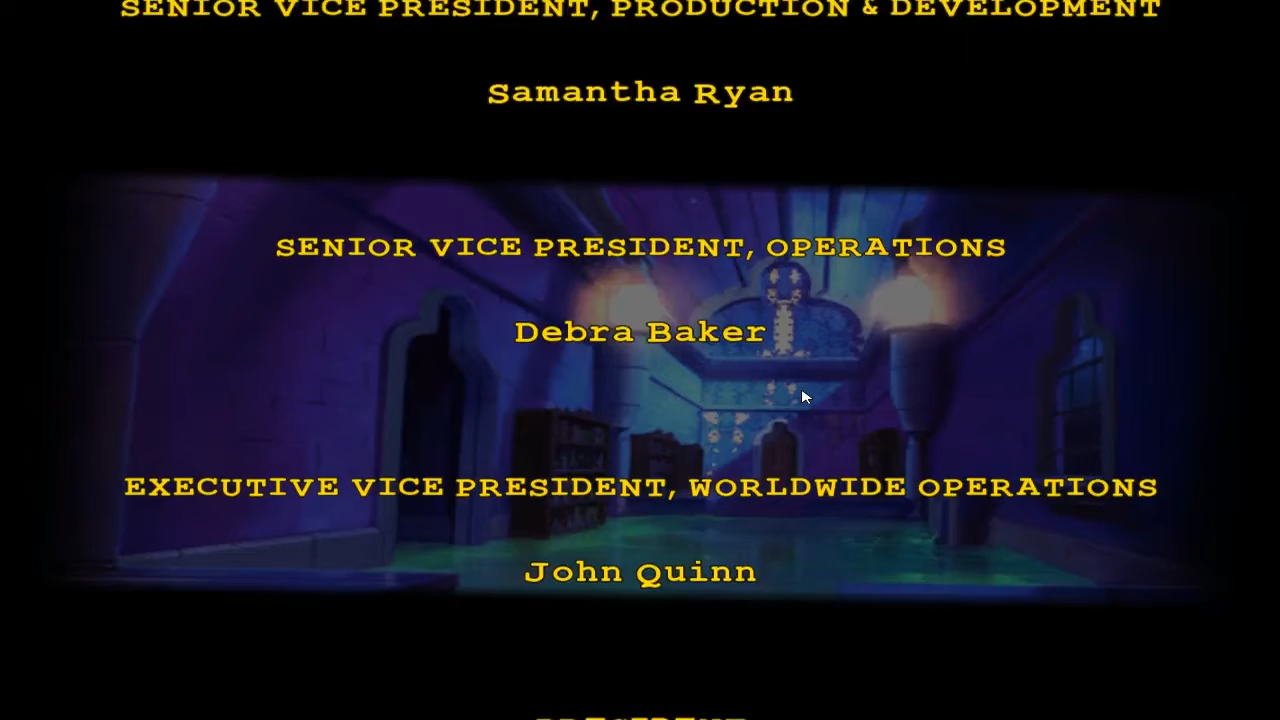 SENIOR VICE PRESIDENT, PRODUCTION & DEVELOPMENT
Samantha Ryan
SENIOR VICE PRESIDENT, OPERATIONS
Debra Baker
EXECUTIVE VICE PRESIDENT, WORLDWIDE OPERATIONS
John Quinn
PRESIDENT